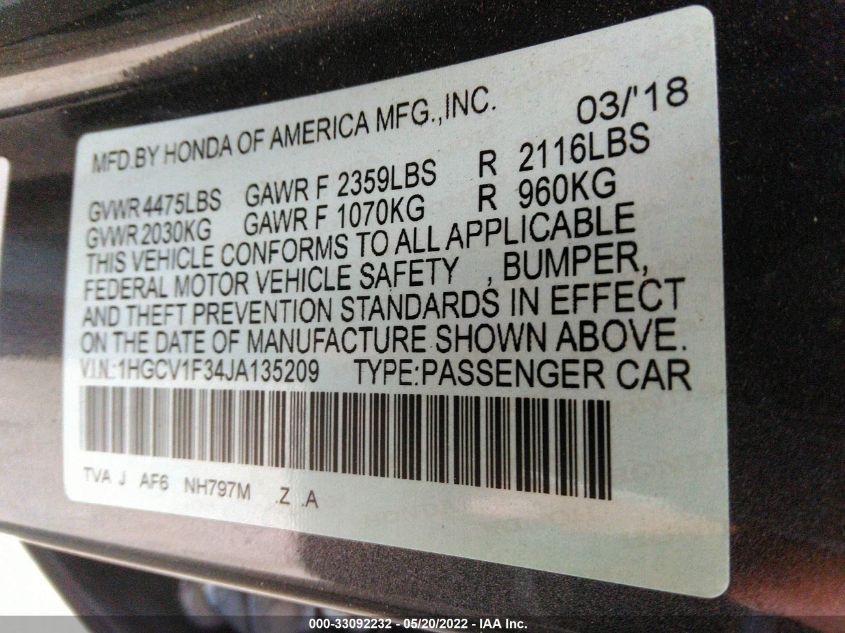 MFD.BY HONDA OF AMERICA MFG.,INC. 03/'18
GVWR 4475LBS GAWR F 2359LBS R 2116LBS
GVWR 2030KG GAWR F 1070KG R 960KG
THIS VEHICLE CONFORMS TO ALL APPLICABLE
FEDERAL MOTOR VEHICLE SAFETY , BUMPER,
AND THEFT PREVENTION STANDARDS IN EFFECT
ON THE DATE OF MANUFACTURE SHOWN ABOVE.
V.I.N.:1HGCV1F34JA135209 TYPE:PASSENGER CAR
TVA J AF6 NH797M .Z .A
000-33092232 - 05/20/2022 - IAA Inc.